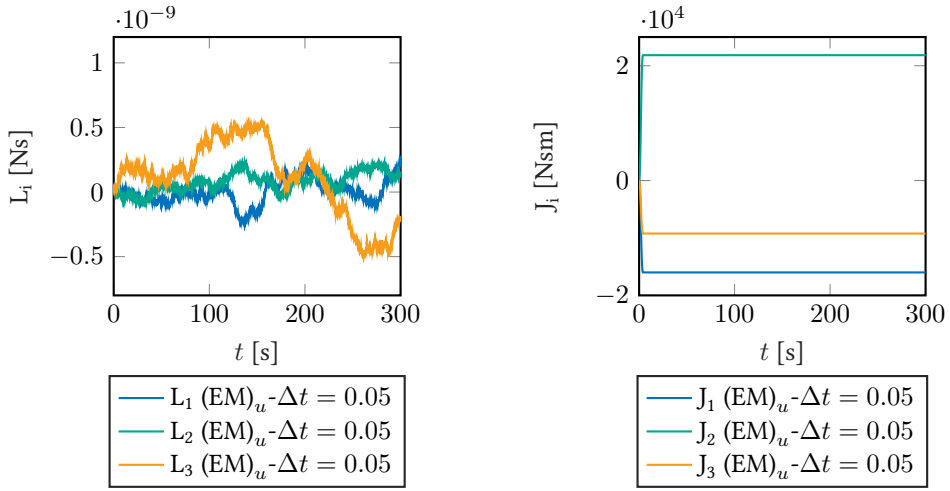 ·10⁻⁹
1
0.5
0
−0.5
L_i [Ns]
0 100 200 300
t [s]
L₁ (EM)ᵤ-Δt = 0.05
L₂ (EM)ᵤ-Δt = 0.05
L₃ (EM)ᵤ-Δt = 0.05
·10⁴
2
0
−2
J_i [Nsm]
0 100 200 300
t [s]
J₁ (EM)ᵤ-Δt = 0.05
J₂ (EM)ᵤ-Δt = 0.05
J₃ (EM)ᵤ-Δt = 0.05